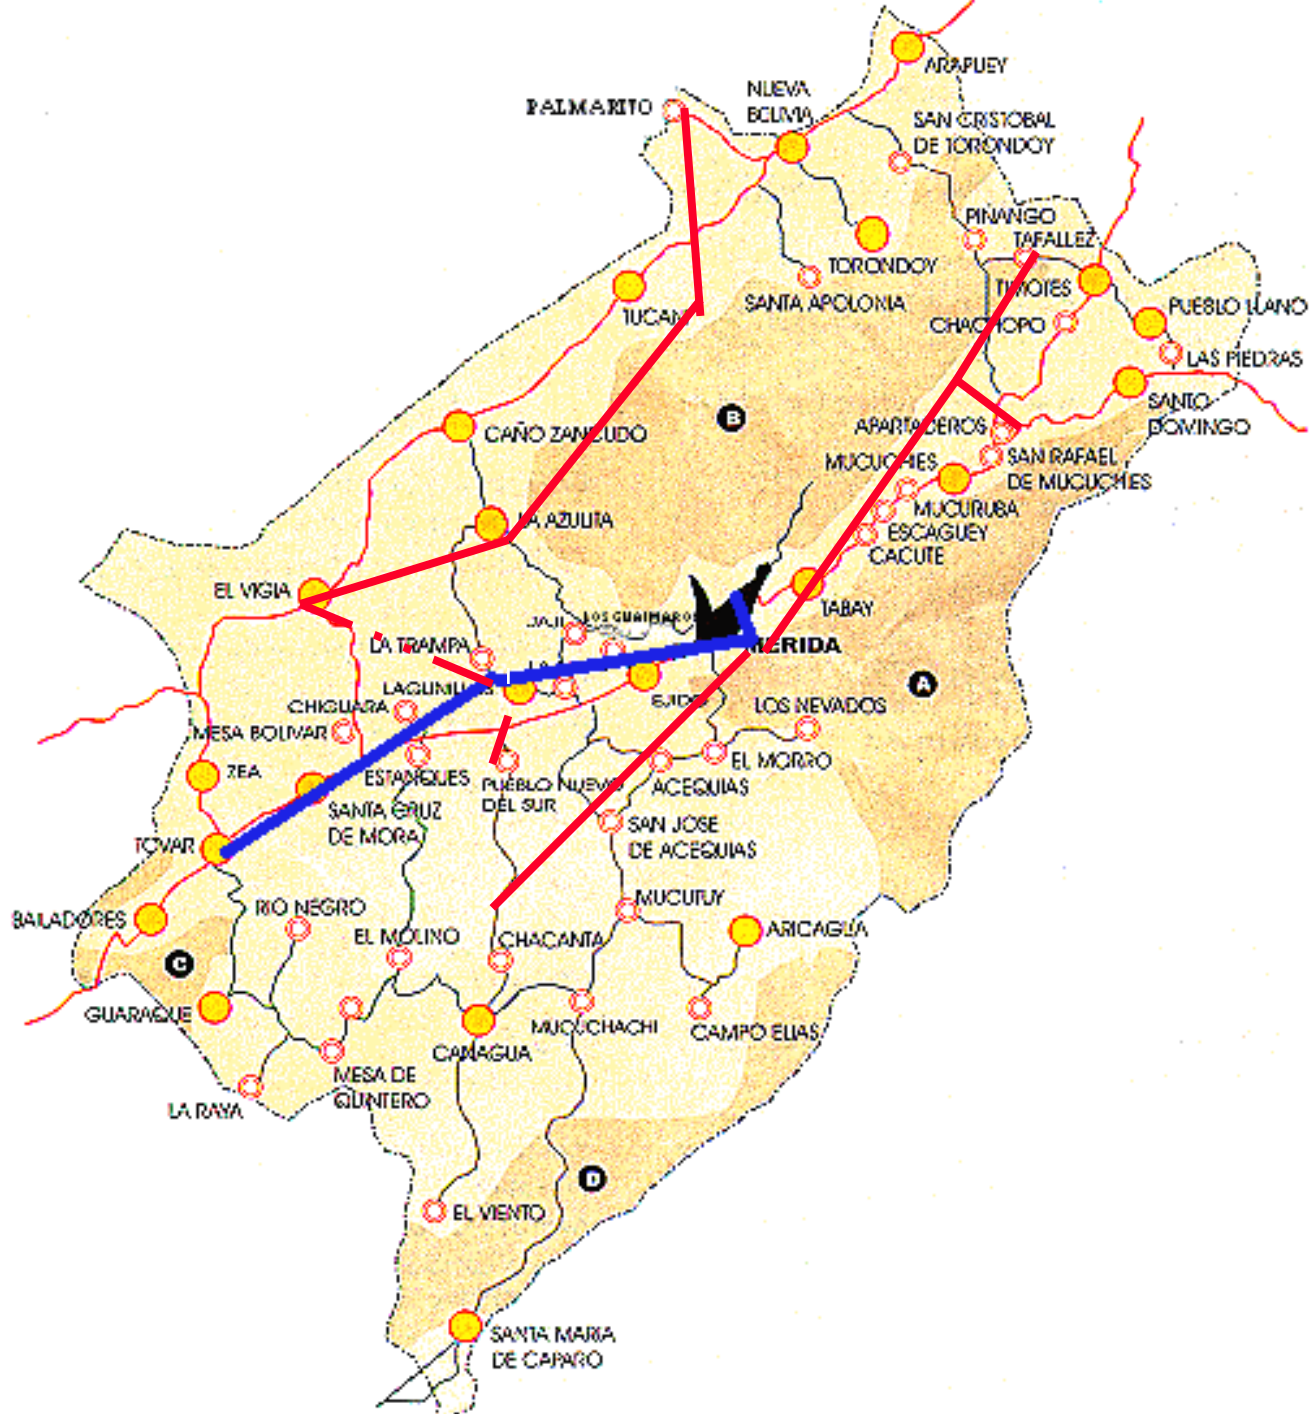 ARAPUEY
NUEVA
BOLIVIA
PALMARITO
SAN CRISTOBAL
DE TORONDOY
PIÑANGO
TAFALLEZ
TORONDOY
SANTA APOLONIA
TIMOTES
PUEBLO LLANO
TUCANI
CHACHOPO
LAS PIEDRAS
SANTO
DOMINGO
B
CAÑO ZANCUDO
APARTADEROS
MUCUCHIES
SAN RAFAEL
DE MUCUCHIES
MUCURUBA
LA AZULITA
ESCAGUEY
CACUTE
EL VIGIA
TABAY
JAJI
LOS GUAIMAROS
LA TRAMPA
MERIDA
A
LAGUNILLAS
EJIDO
CHIGUARA
LOS NEVADOS
MESA BOLIVAR
EL MORRO
ZEA
ESTANQUES
PUEBLO NUEVO
DEL SUR
ACEQUIAS
SANTA CRUZ
DE MORA
SAN JOSE
DE ACEQUIAS
TOVAR
MUCUTUY
RIO NEGRO
BAILADORES
ARICAGUA
EL MOLINO
CHACANTA
C
GUARAQUE
MUCUCHACHI
CAMPO ELIAS
CANAGUA
MESA DE
QUINTERO
LA RAYA
D
EL VIENTO
SANTA MARIA
DE CAPARO